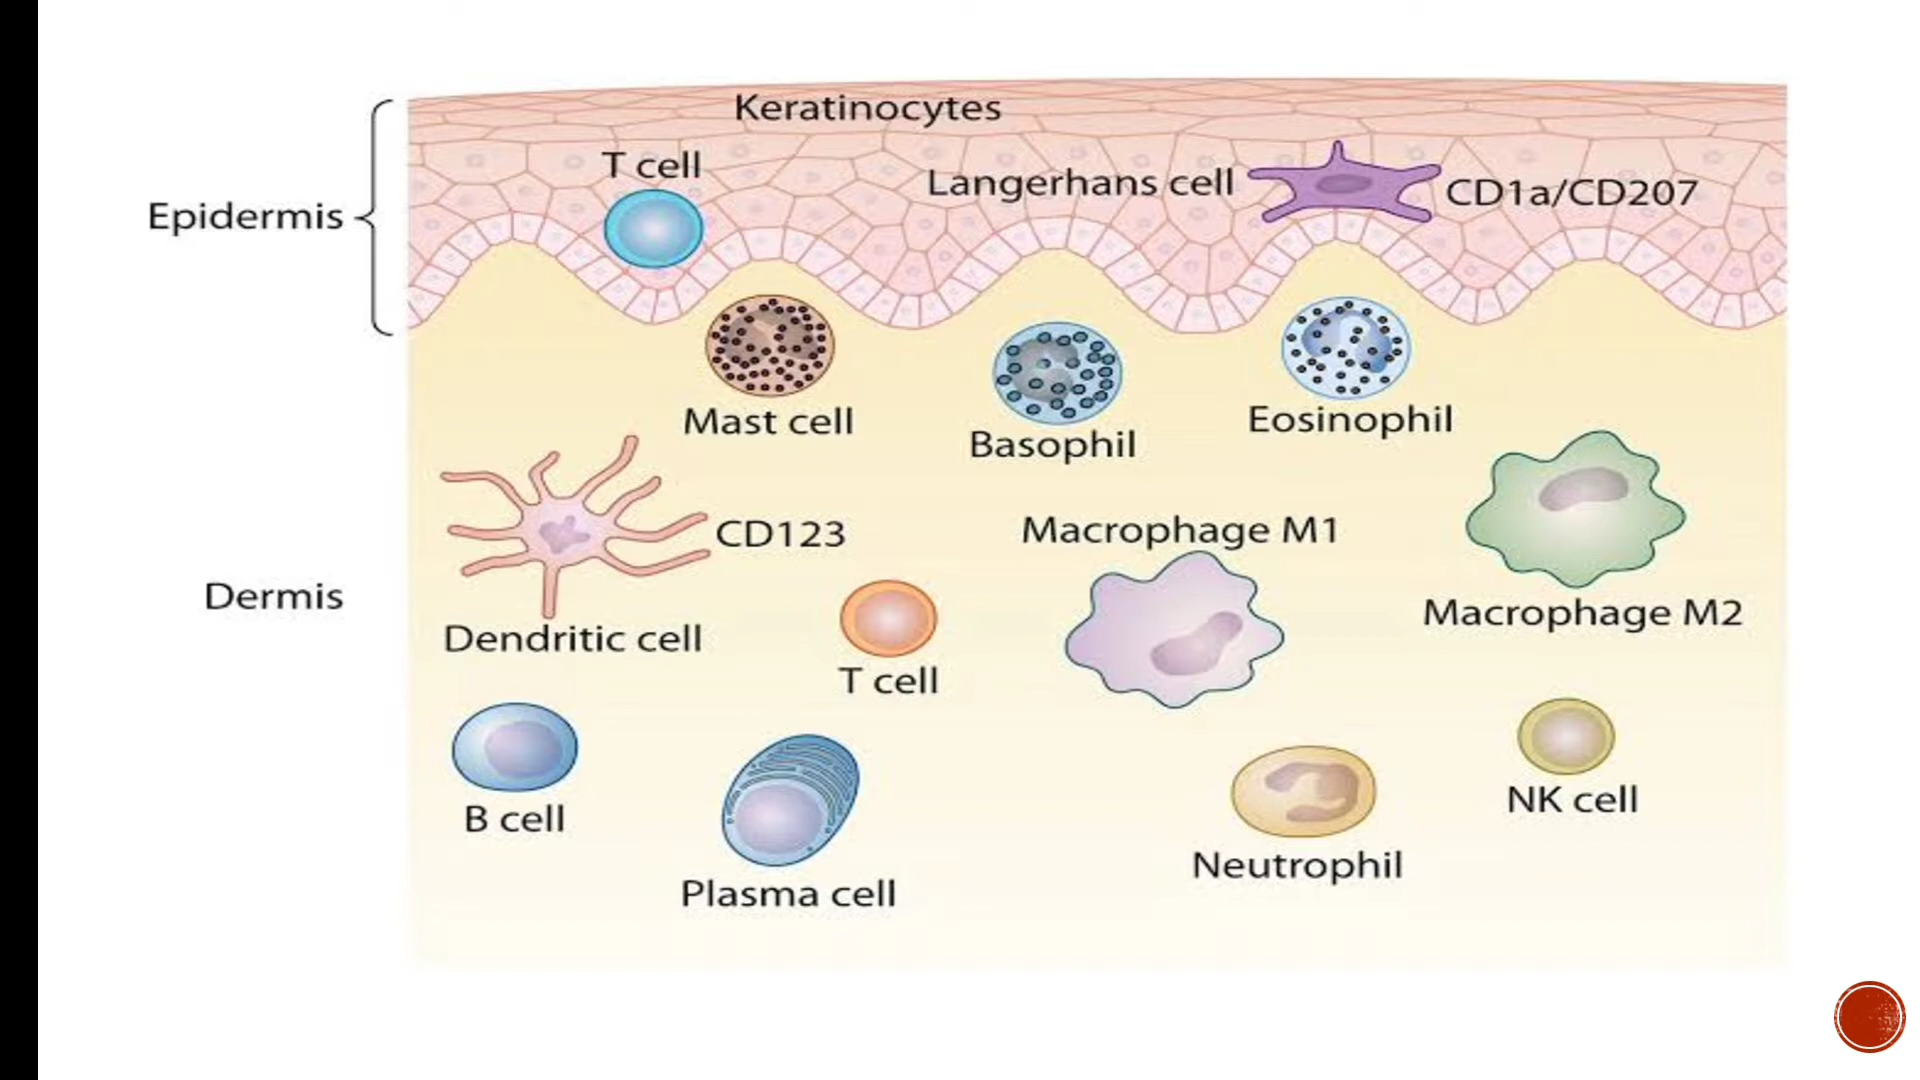 Keratinocytes
T cell
Langerhans cell
CD1a/CD207
Epidermis
Mast cell
Basophil
Eosinophil
CD123
Macrophage M1
Dermis
Dendritic cell
T cell
Macrophage M2
B cell
Plasma cell
Neutrophil
NK cell